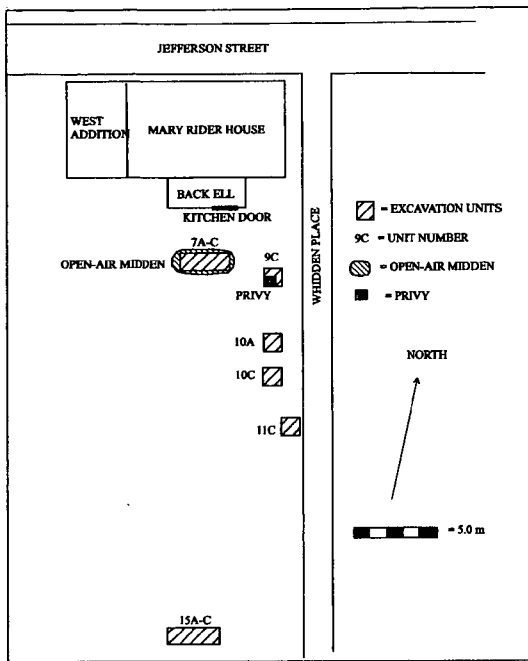 JEFFERSON STREET
WEST
ADDITION
MARY RIDER HOUSE
BACK ELL
KITCHEN DOOR
7A-C
OPEN-AIR MIDDEN
9C
PRIVY
10A
10C
11C
15A-C
WHIDDEN PLACE
= EXCAVATION UNITS
9C = UNIT NUMBER
= OPEN-AIR MIDDEN
= PRIVY
NORTH
= 5.0 m